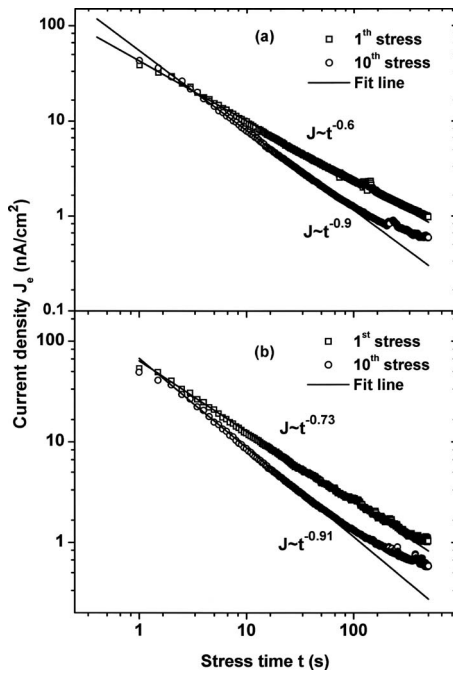 100
10
1
0.1
(a)
1th stress
10th stress
Fit line
J~t-0.6
J~t-0.9
Current density Je (nA/cm2)
100
10
1
(b)
1st stress
10th stress
Fit line
J~t-0.73
J~t-0.91
1
10
100
Stress time t (s)